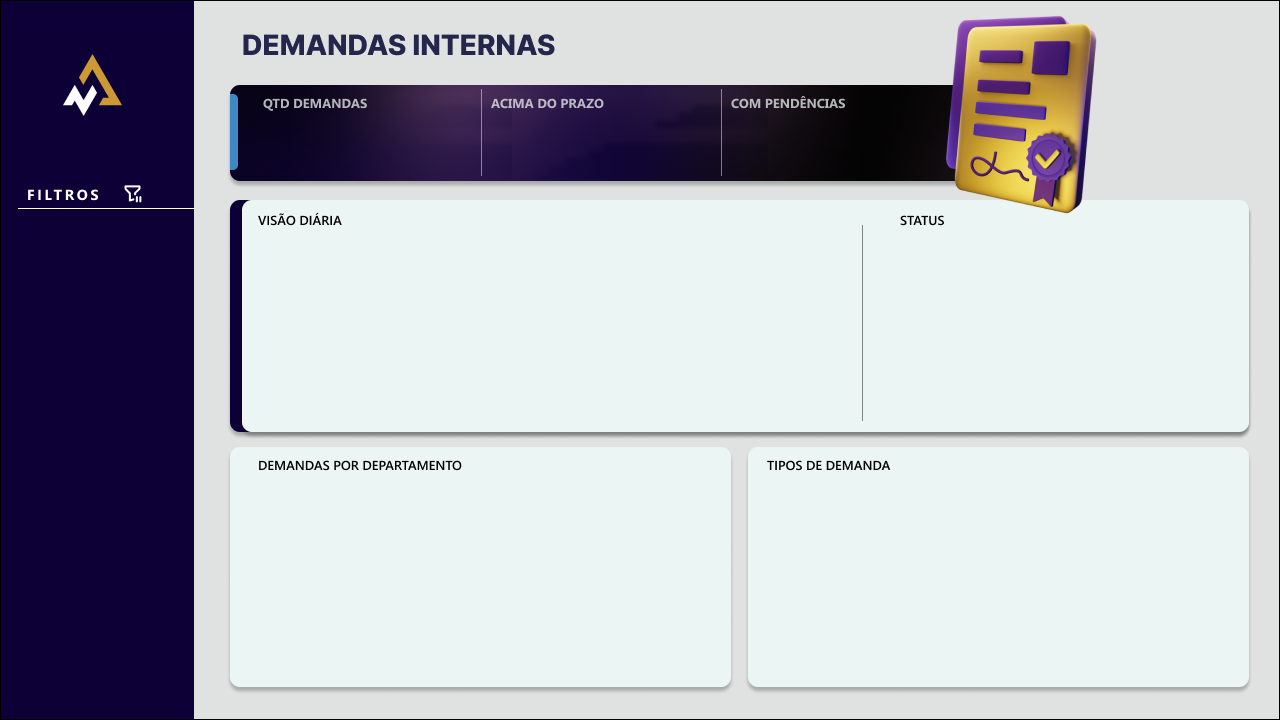 DEMANDAS INTERNAS
QTD DEMANDAS
ACIMA DO PRAZO
COM PENDÊNCIAS
FILTROS
VISÃO DIÁRIA
STATUS
DEMANDAS POR DEPARTAMENTO
TIPOS DE DEMANDA